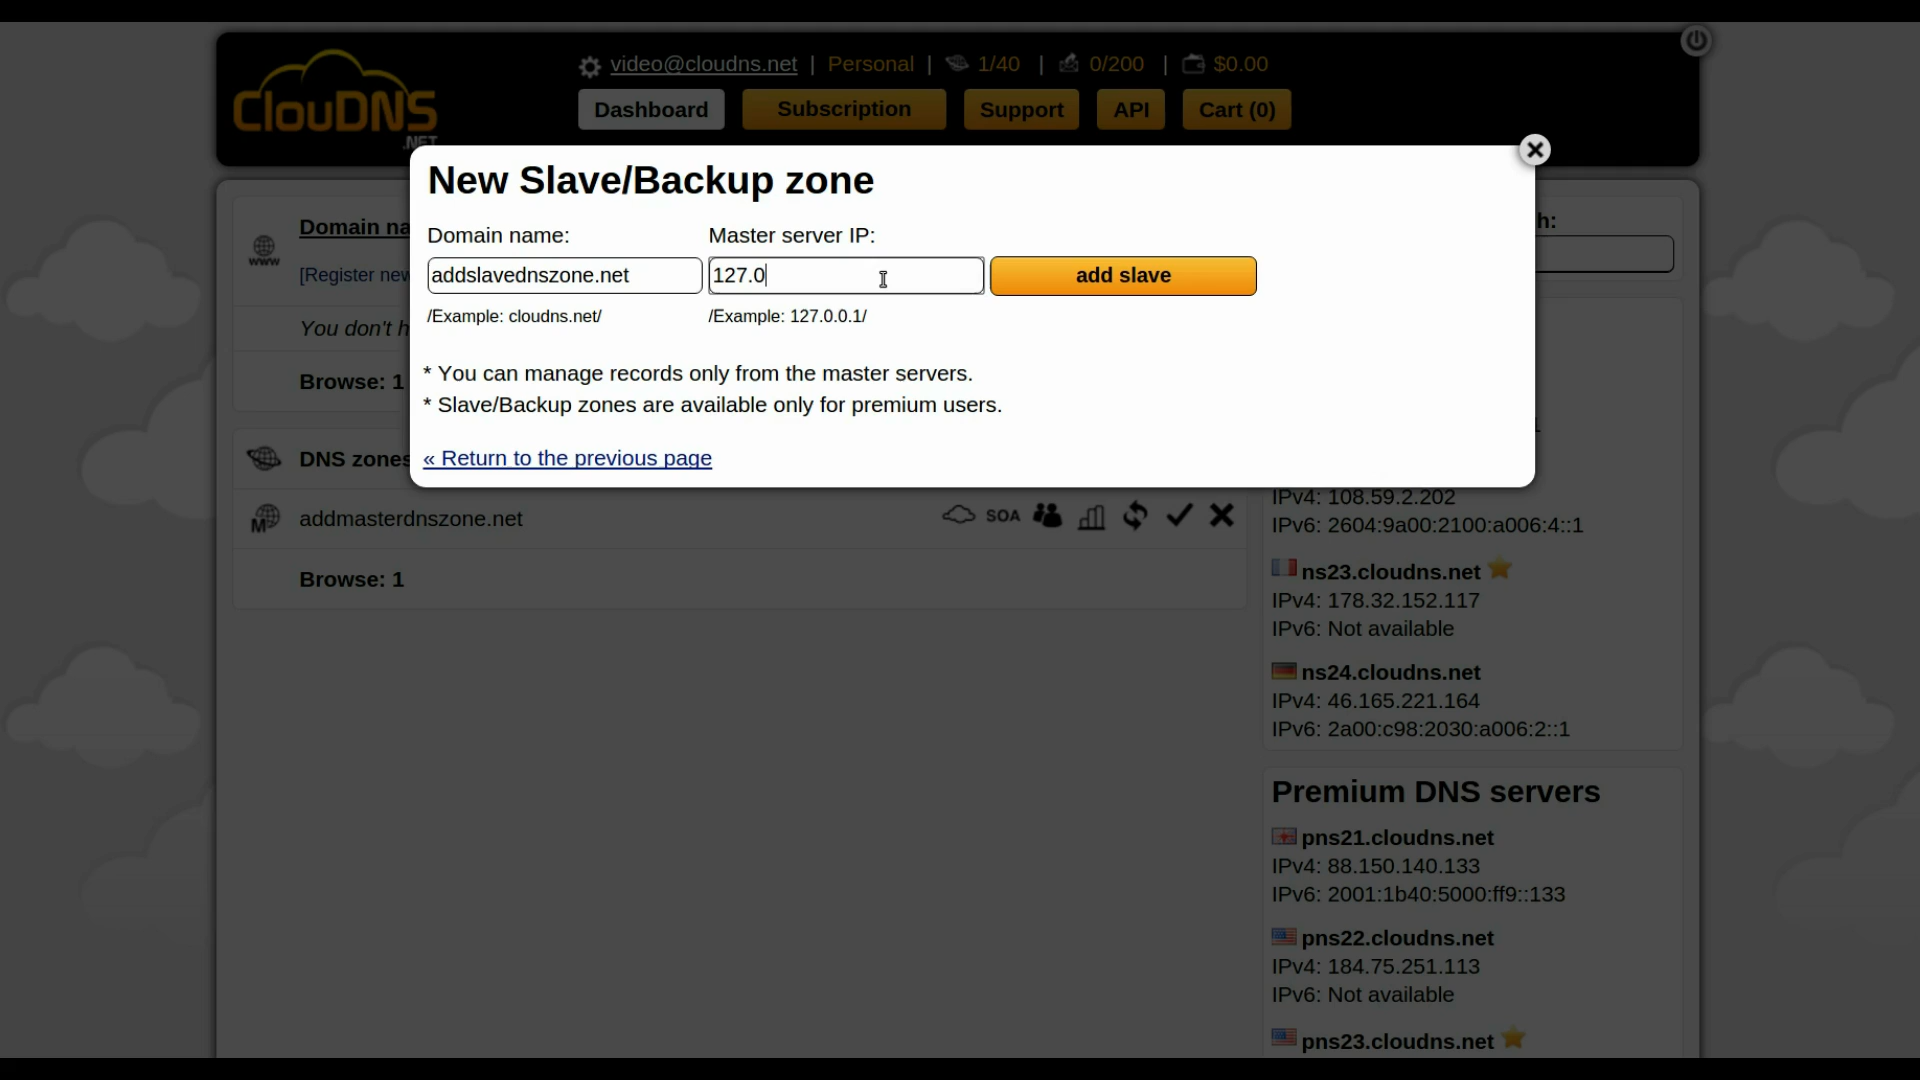 ClouDNS
.NET
video@cloudns.net | Personal | 1/40 | 0/200 | $0.00
Dashboard
Subscription
Support
API
Cart (0)
New Slave/Backup zone
Domain name:
Master server IP:
addslavednszone.net
127.0
add slave
/Example: cloudns.net/
/Example: 127.0.0.1/
* You can manage records only from the master servers.
* Slave/Backup zones are available only for premium users.
« Return to the previous page
www
Domain na
[Register new
You don't h
Browse: 1
DNS zones
M
addmasterdnszone.net
SOA
Browse: 1
h:
IPv4: 108.59.2.202
IPv6: 2604:9a00:2100:a006:4::1
ns23.cloudns.net
IPv4: 178.32.152.117
IPv6: Not available
ns24.cloudns.net
IPv4: 46.165.221.164
IPv6: 2a00:c98:2030:a006:2::1
Premium DNS servers
pns21.cloudns.net
IPv4: 88.150.140.133
IPv6: 2001:1b40:5000:ff9::133
pns22.cloudns.net
IPv4: 184.75.251.113
IPv6: Not available
pns23.cloudns.net